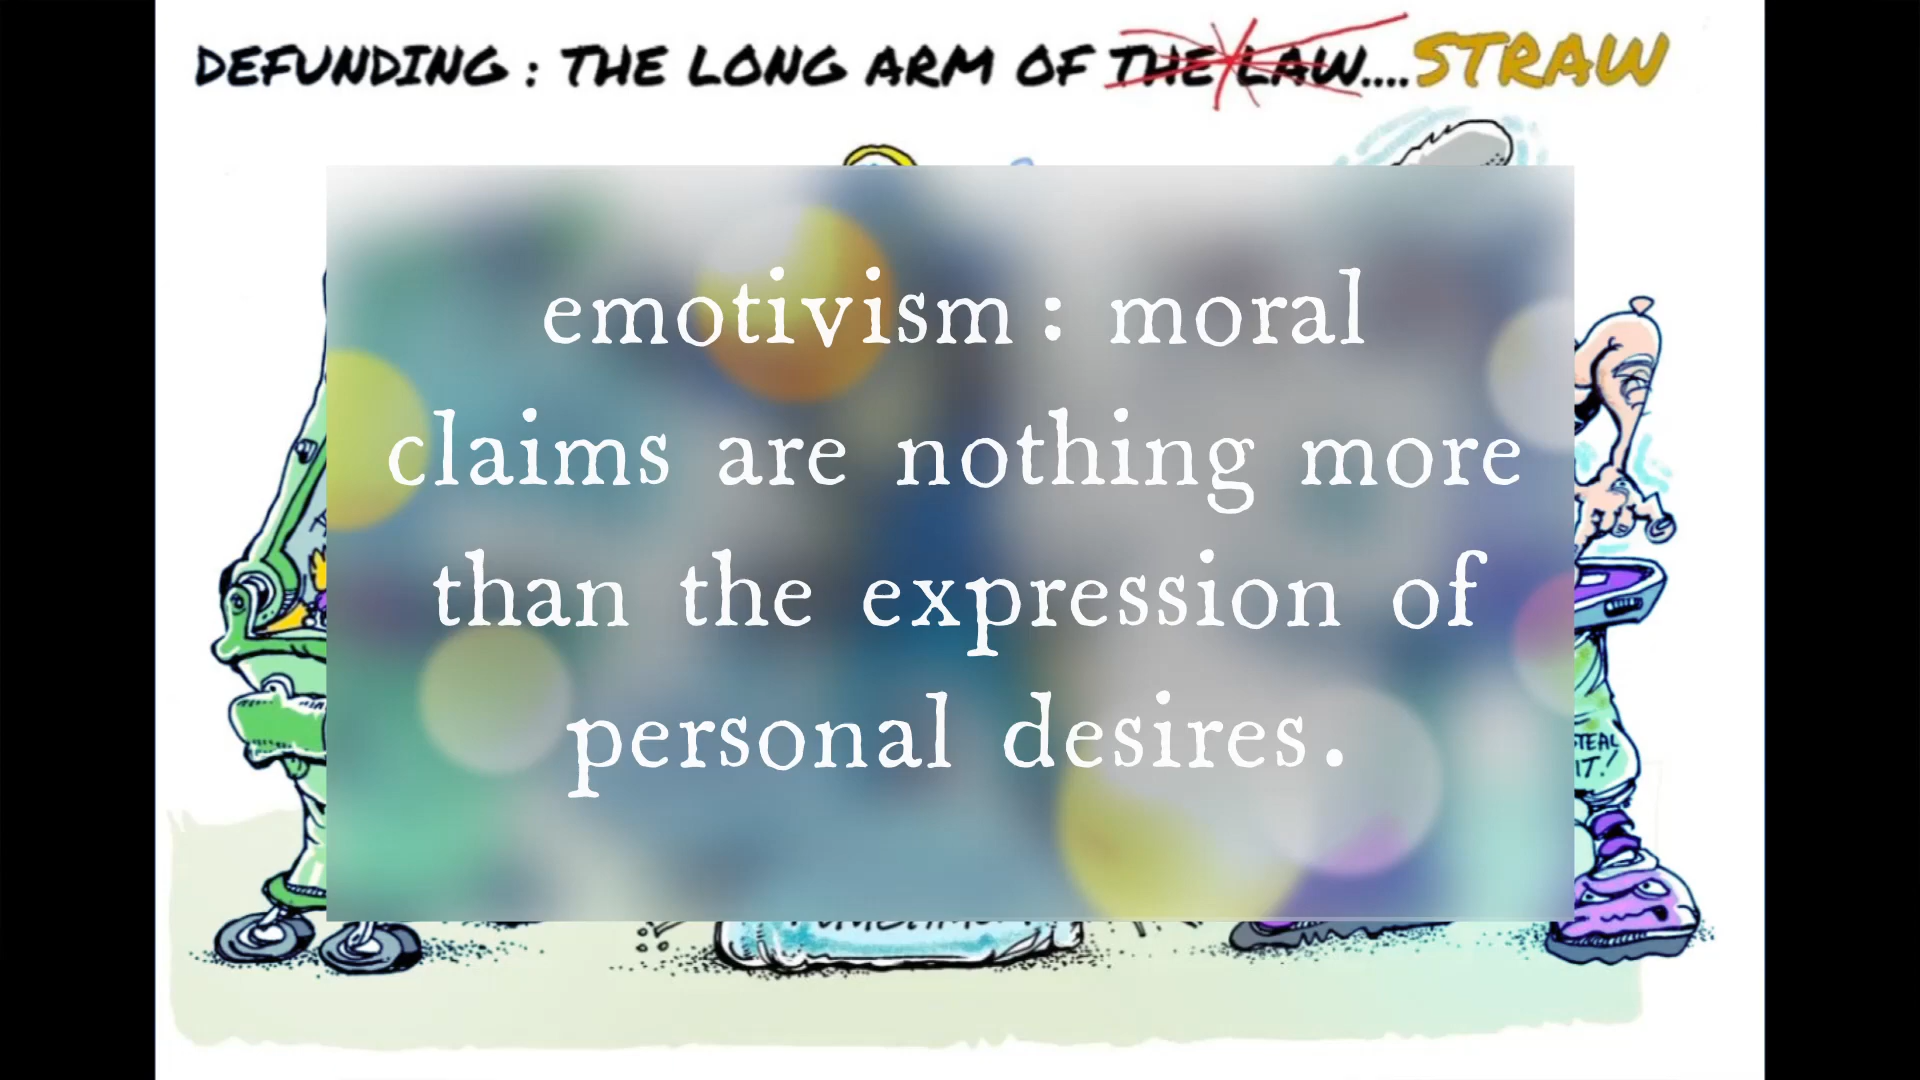 DEFUNDING : THE LONG ARM OF THE LAW....STRAW
emotivism : moral
claims are nothing more
than the expression of
personal desires.
STEAL
IT!